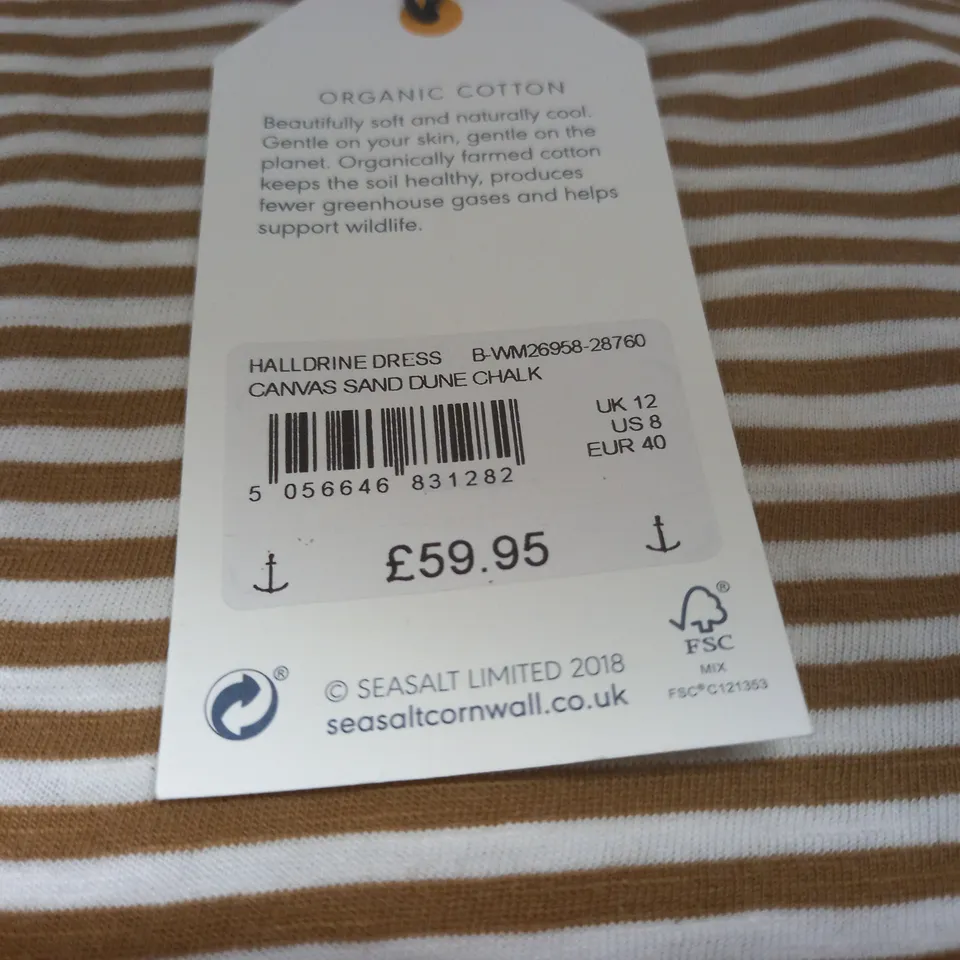 ORGANIC COTTON
Beautifully soft and naturally cool.
Gentle on your skin, gentle on the
planet. Organically farmed cotton
keeps the soil healthy, produces
fewer greenhouse gases and helps
support wildlife.
HALLDRINE DRESS B-WM26958-28760
CANVAS SAND DUNE CHALK
UK 12
US 8
EUR 40
5 056646 831282
£59.95
®
FSC
MIX
FSC® C121353
®
© SEASALT LIMITED 2018
seasaltcornwall.co.uk